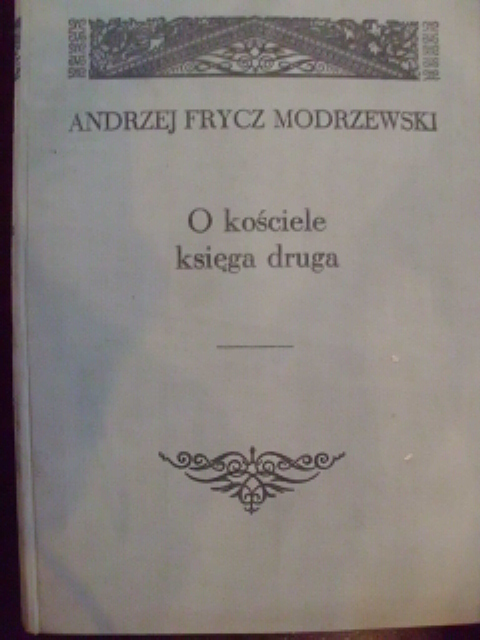 ANDRZEJ FRYCZ MODRZEWSKI
O kościele
księga druga